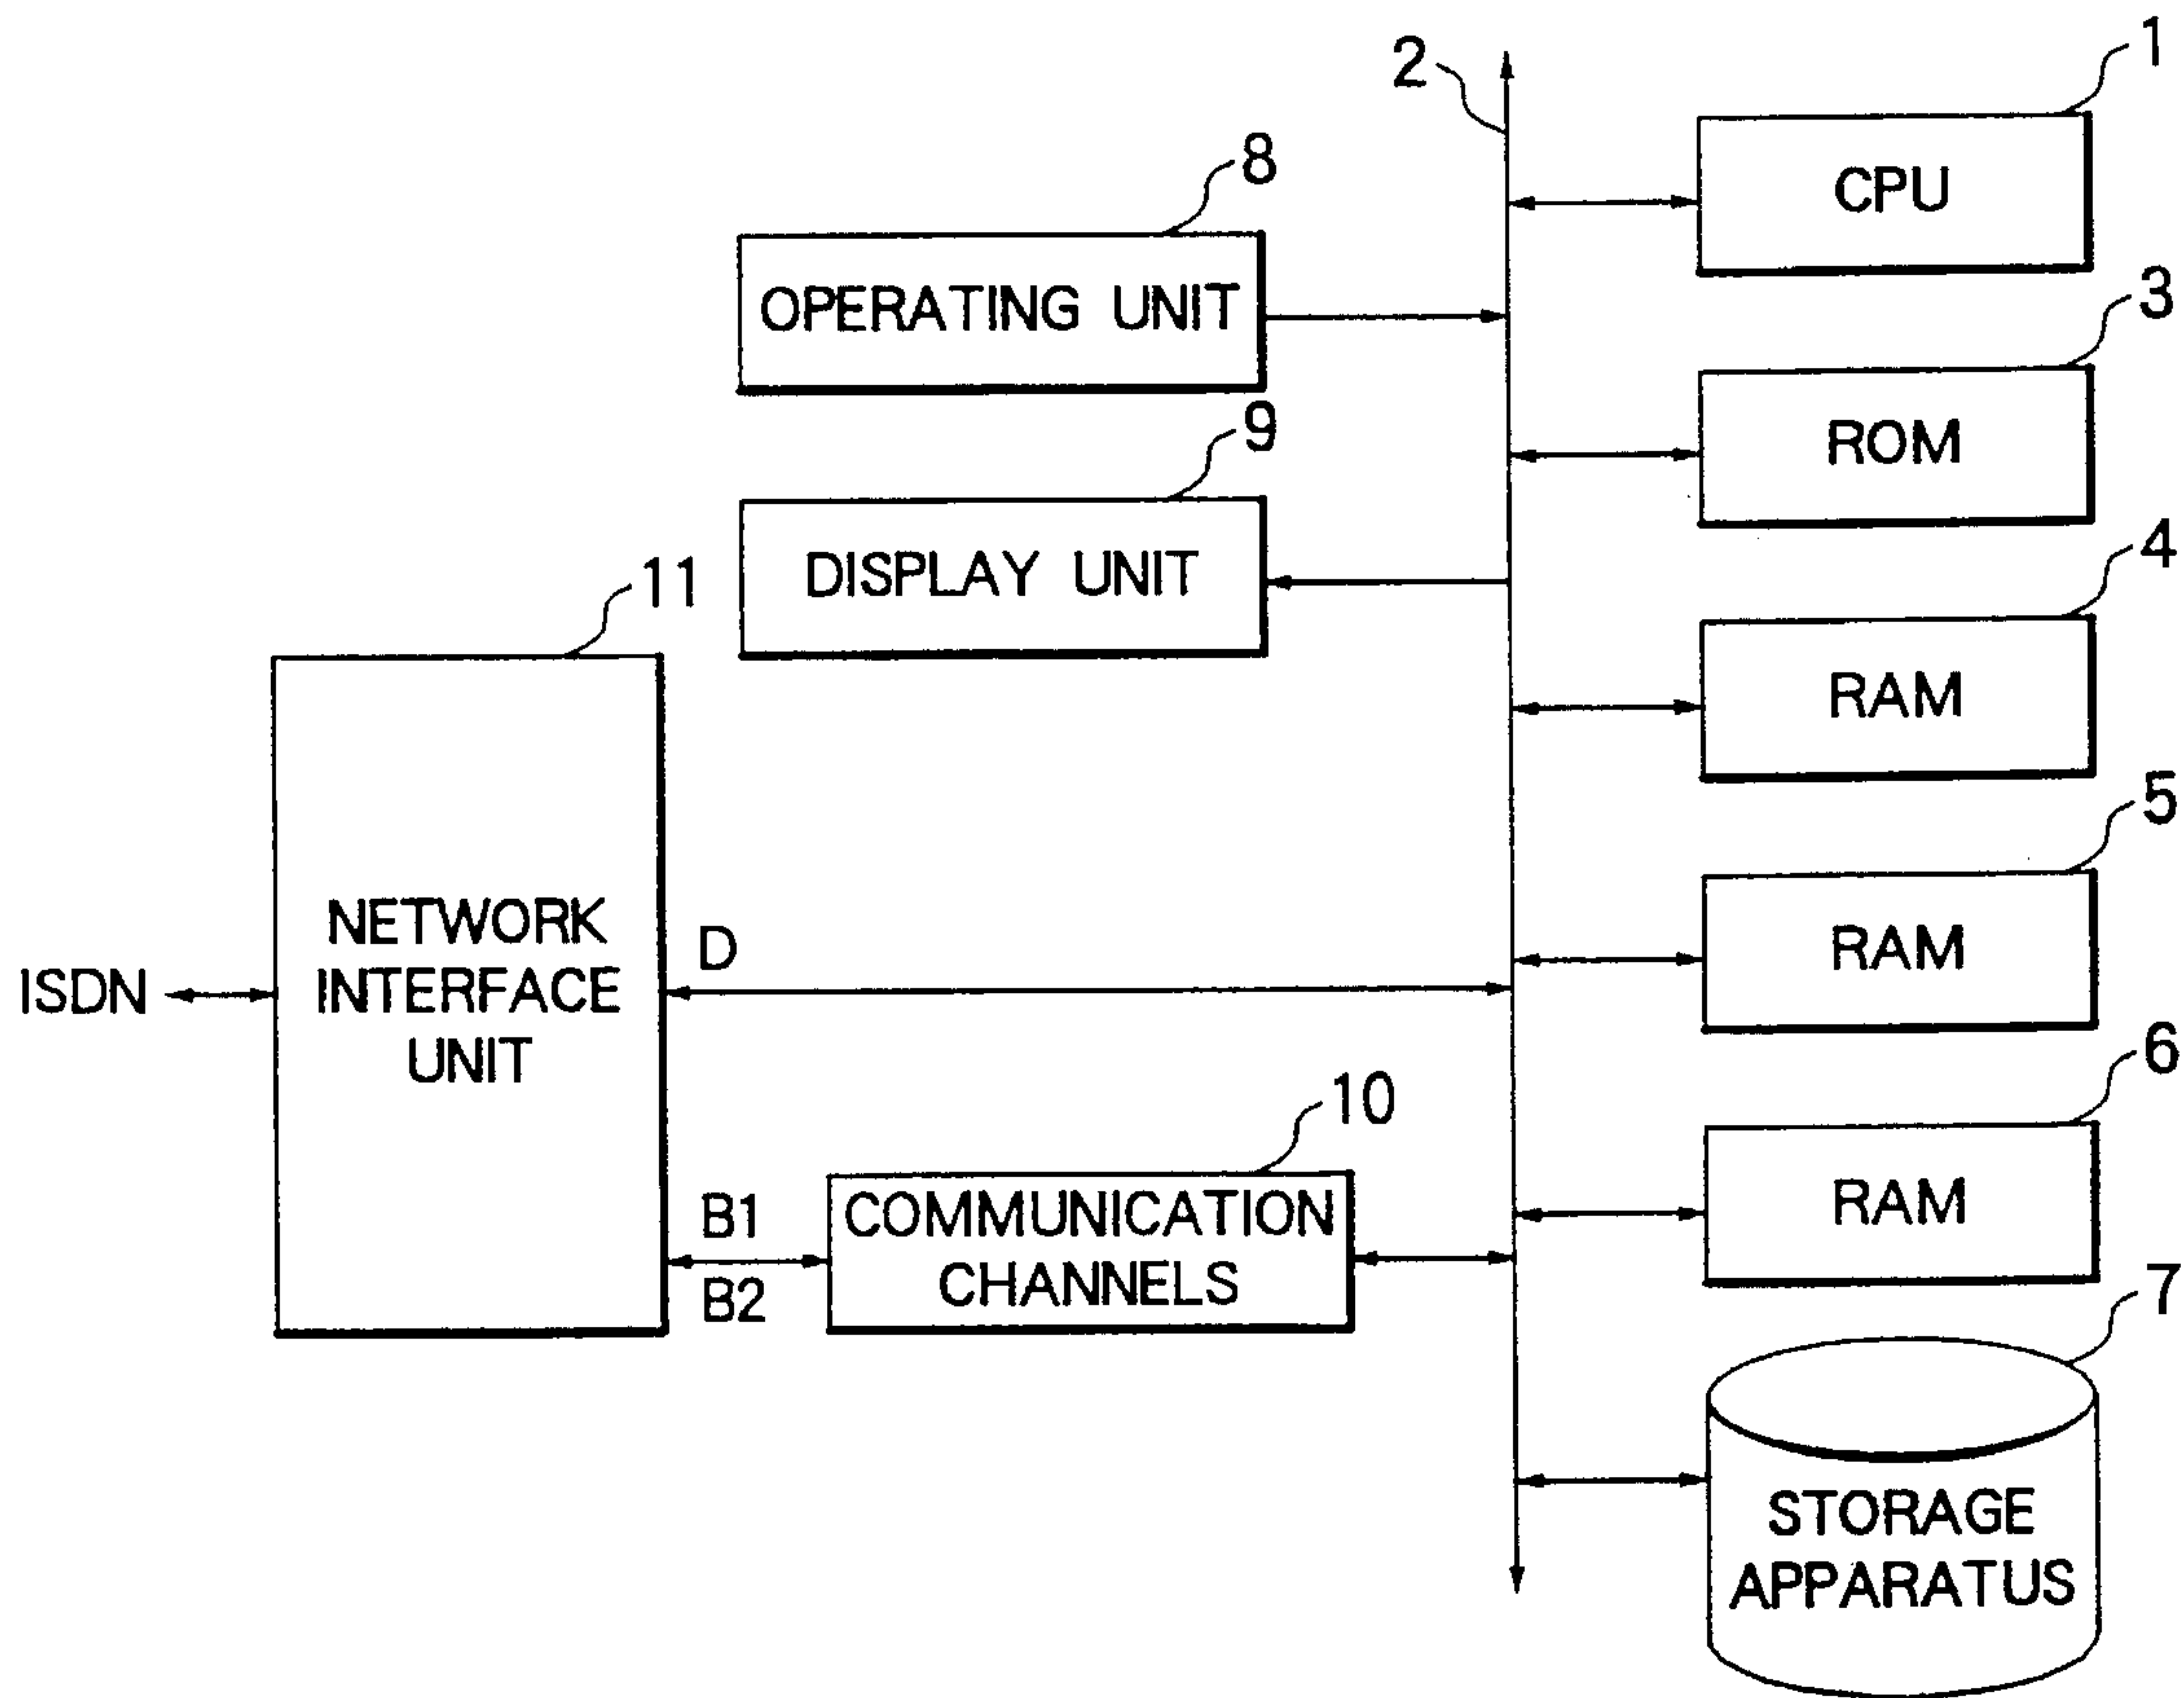 1
2
CPU
8
OPERATING UNIT
3
ROM
9
DISPLAY UNIT
4
RAM
11
NETWORK
INTERFACE
UNIT
ISDN
D
5
RAM
6
RAM
10
B1
B2
COMMUNICATION
CHANNELS
7
STORAGE
APPARATUS